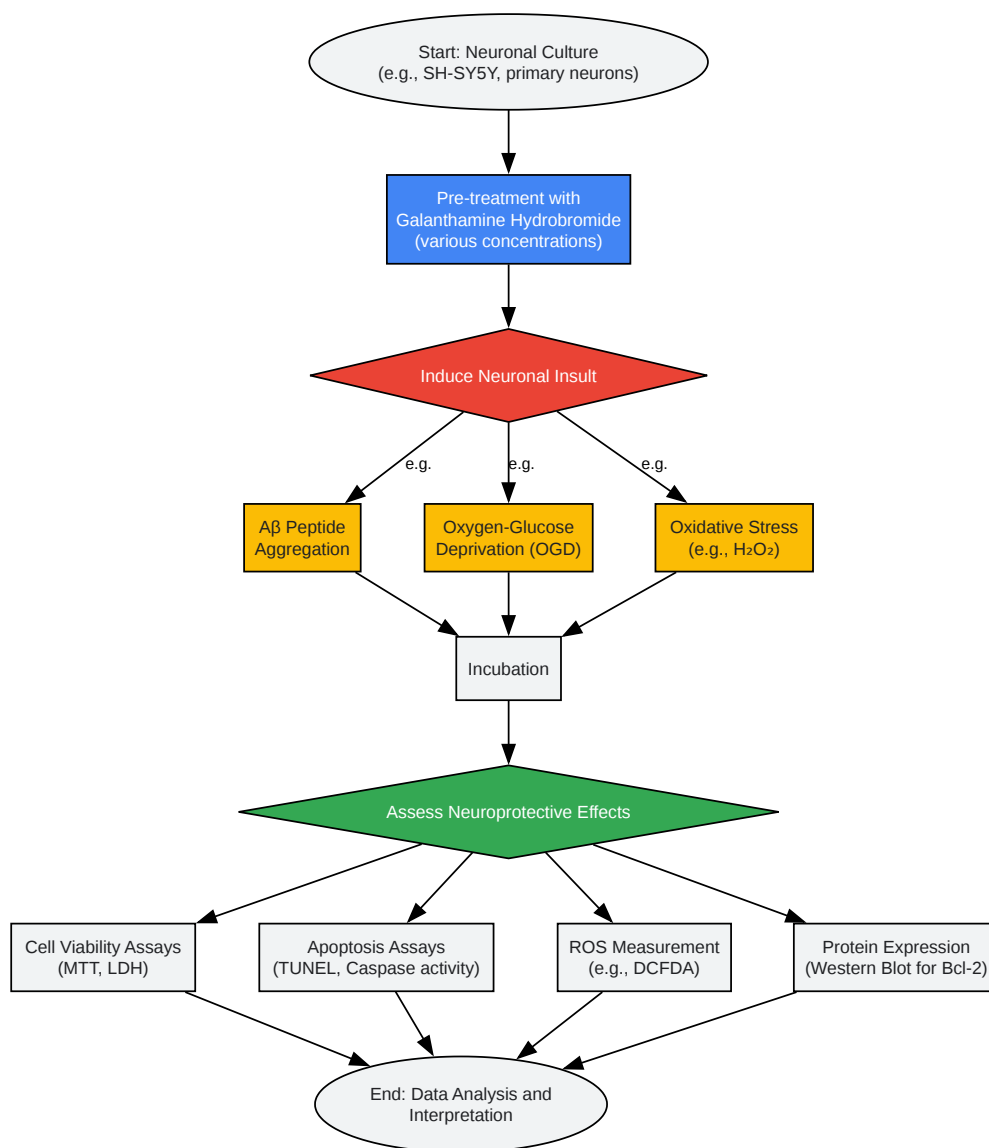 Start: Neuronal Culture
(e.g., SH-SY5Y, primary neurons)
Pre-treatment with
Galanthamine Hydrobromide
(various concentrations)
Induce Neuronal Insult
e.g.
e.g.
e.g.
Aβ Peptide
Aggregation
Oxygen-Glucose
Deprivation (OGD)
Oxidative Stress
(e.g., H₂O₂)
Incubation
Assess Neuroprotective Effects
Cell Viability Assays
(MTT, LDH)
Apoptosis Assays
(TUNEL, Caspase activity)
ROS Measurement
(e.g., DCFDA)
Protein Expression
(Western Blot for Bcl-2)
End: Data Analysis and
Interpretation